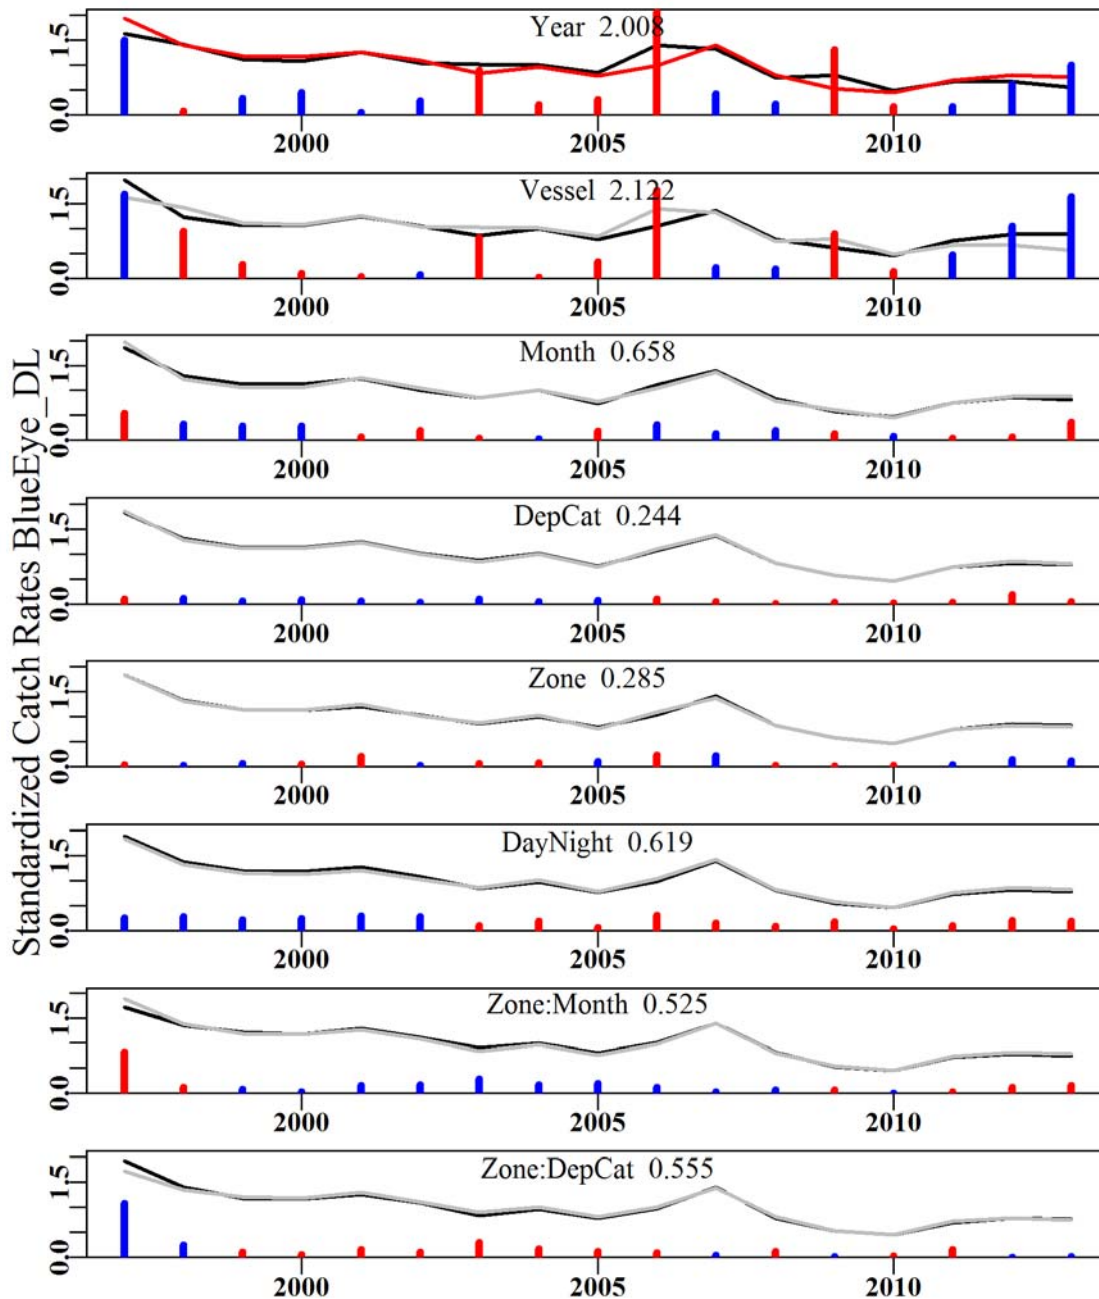 Standardized Catch Rates BlueEye_DL
Year 2.008
0.0 1.5
2000 2005 2010
Vessel 2.122
0.0 1.5
2000 2005 2010
Month 0.658
0.0 1.5
2000 2005 2010
DepCat 0.244
0.0 1.5
2000 2005 2010
Zone 0.285
0.0 1.5
2000 2005 2010
DayNight 0.619
0.0 1.5
2000 2005 2010
Zone:Month 0.525
0.0 1.5
2000 2005 2010
Zone:DepCat 0.555
0.0 1.5
2000 2005 2010